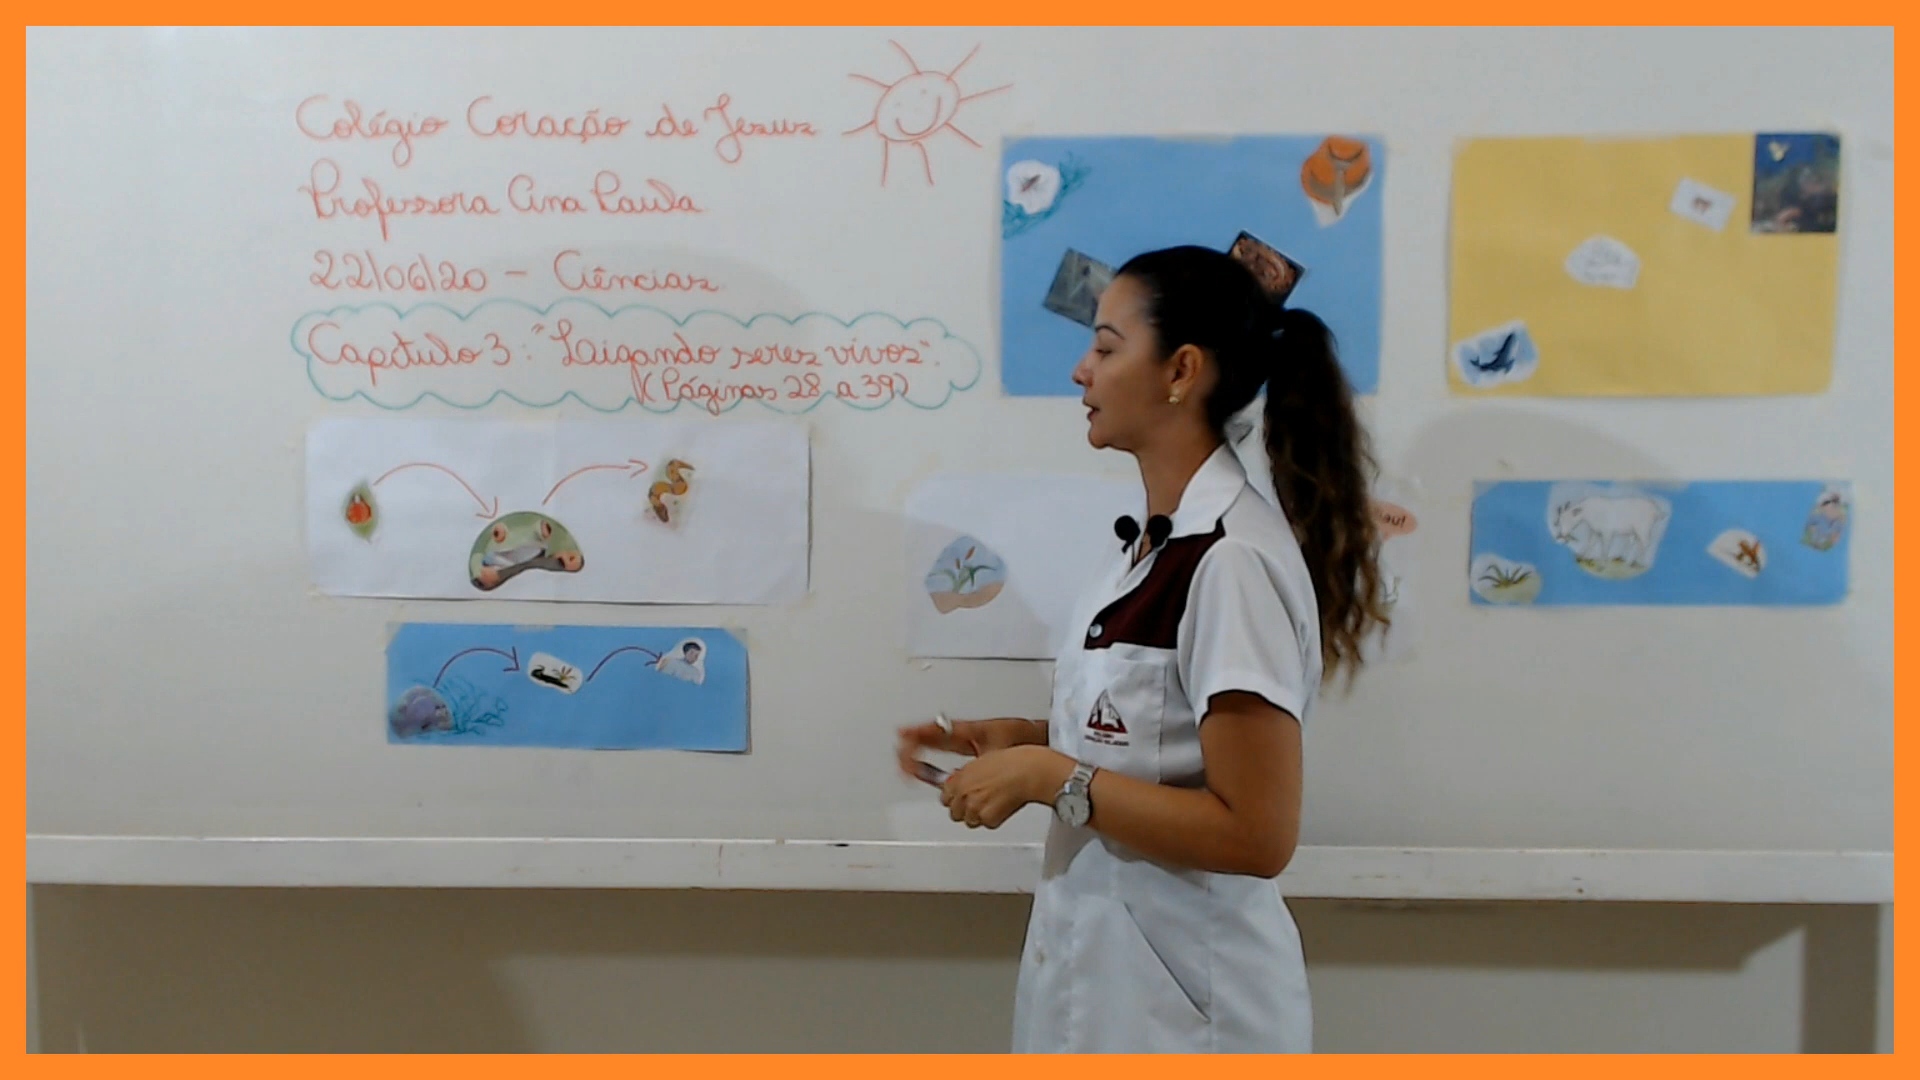 Colégio Coração de Jesus
Professora Ana Paula
22/06/20 - Ciências
Capítulo 3: "Ligando seres vivos".
(Páginas 28 a 39)